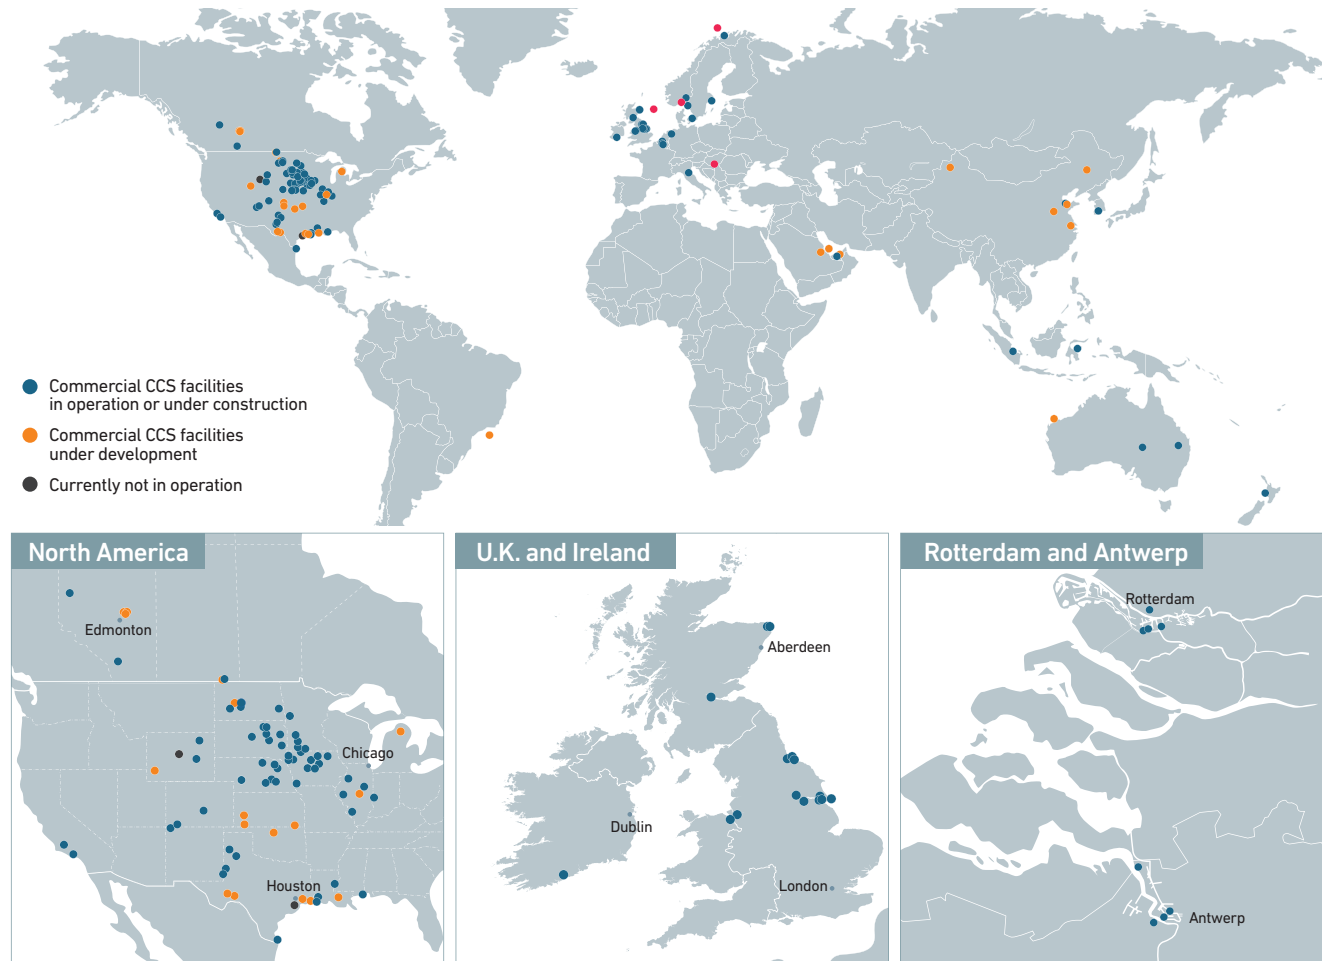 Commercial CCS facilities
in operation or under construction
Commercial CCS facilities
under development
Currently not in operation
North America
Edmonton
Chicago
Houston
U.K. and Ireland
Aberdeen
Dublin
London
Rotterdam and Antwerp
Rotterdam
Antwerp